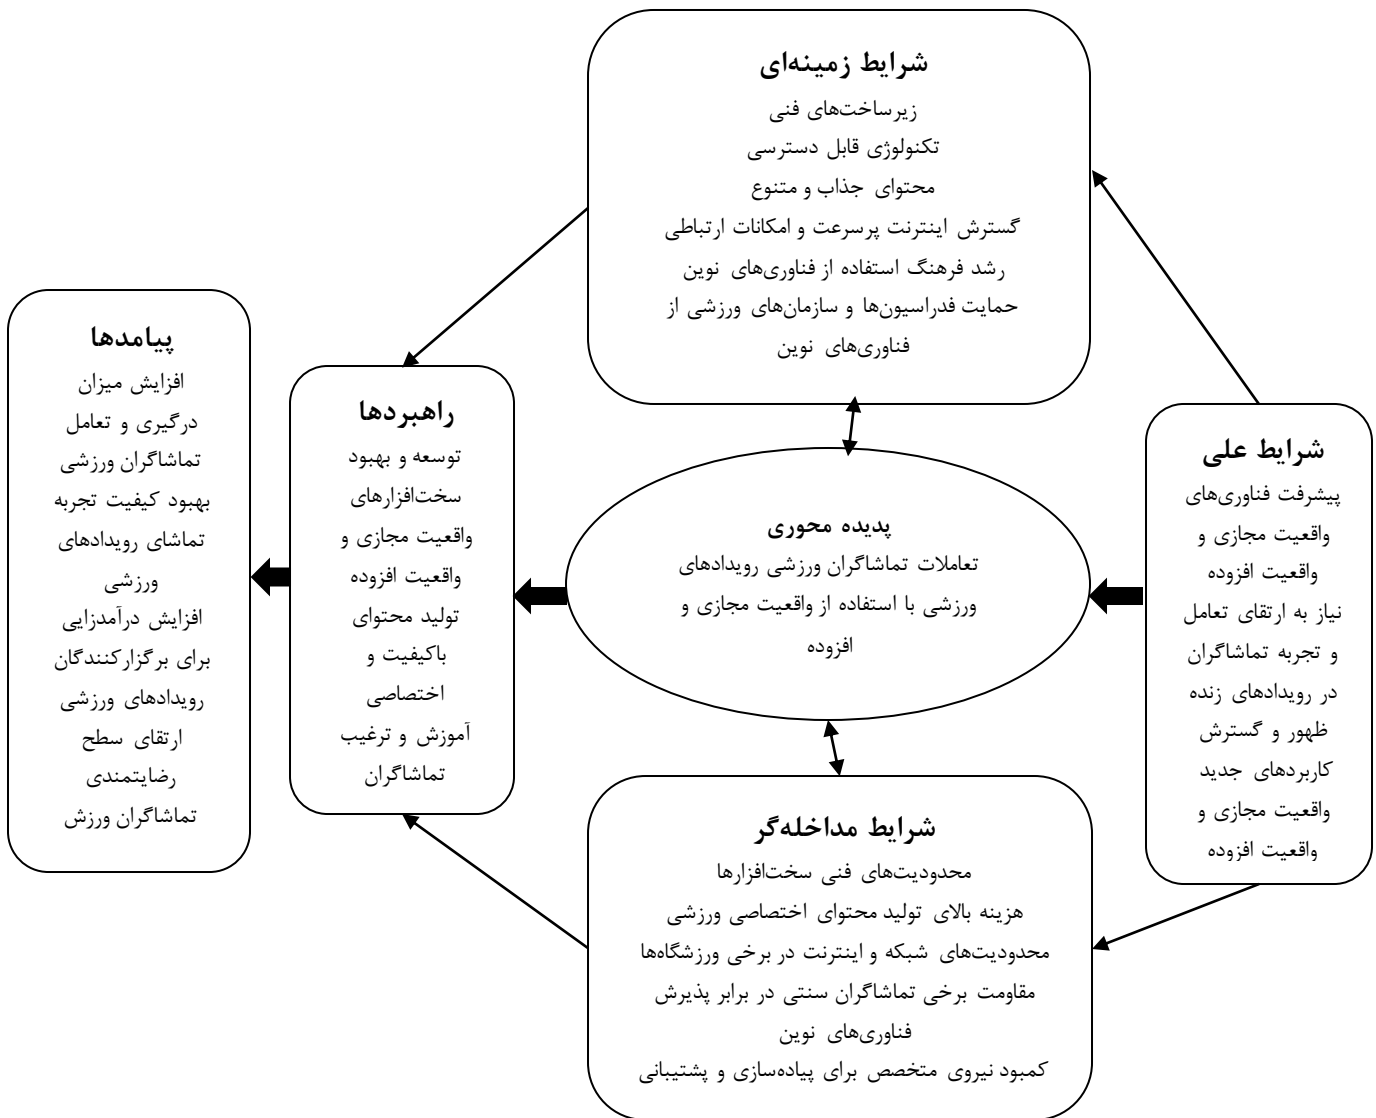 شرایط زمینه‌ای
زیرساخت‌های فنی
تکنولوژی قابل دسترسی
محتوای جذاب و متنوع
گسترش اینترنت پرسرعت و امکانات ارتباطی
رشد فرهنگ استفاده از فناوری‌های نوین
حمایت فدراسیون‌ها و سازمان‌های ورزشی از
فناوری‌های نوین
شرایط علی
پیشرفت فناوری‌های
واقعیت مجازی و
واقعیت افزوده
نیاز به ارتقای تعامل
و تجربه تماشاگران
در رویدادهای زنده
ظهور و گسترش
کاربردهای جدید
واقعیت مجازی و
واقعیت افزوده
پدیده محوری
تعاملات تماشاگران ورزشی رویدادهای
ورزشی با استفاده از واقعیت مجازی و
افزوده
راهبردها
توسعه و بهبود
سخت‌افزارهای
واقعیت مجازی و
واقعیت افزوده
تولید محتوای
باکیفیت و
اختصاصی
آموزش و ترغیب
تماشاگران
پیامدها
افزایش میزان
درگیری و تعامل
تماشاگران ورزشی
بهبود کیفیت تجربه
تماشای رویدادهای
ورزشی
افزایش درآمدزایی
برای برگزارکنندگان
رویدادهای ورزشی
ارتقای سطح
رضایتمندی
تماشاگران ورزش
شرایط مداخله‌گر
محدودیت‌های فنی سخت‌افزارها
هزینه بالای تولید محتوای اختصاصی ورزشی
محدودیت‌های شبکه و اینترنت در برخی ورزشگاه‌ها
مقاومت برخی تماشاگران سنتی در برابر پذیرش
فناوری‌های نوین
کمبود نیروی متخصص برای پیاده‌سازی و پشتیبانی